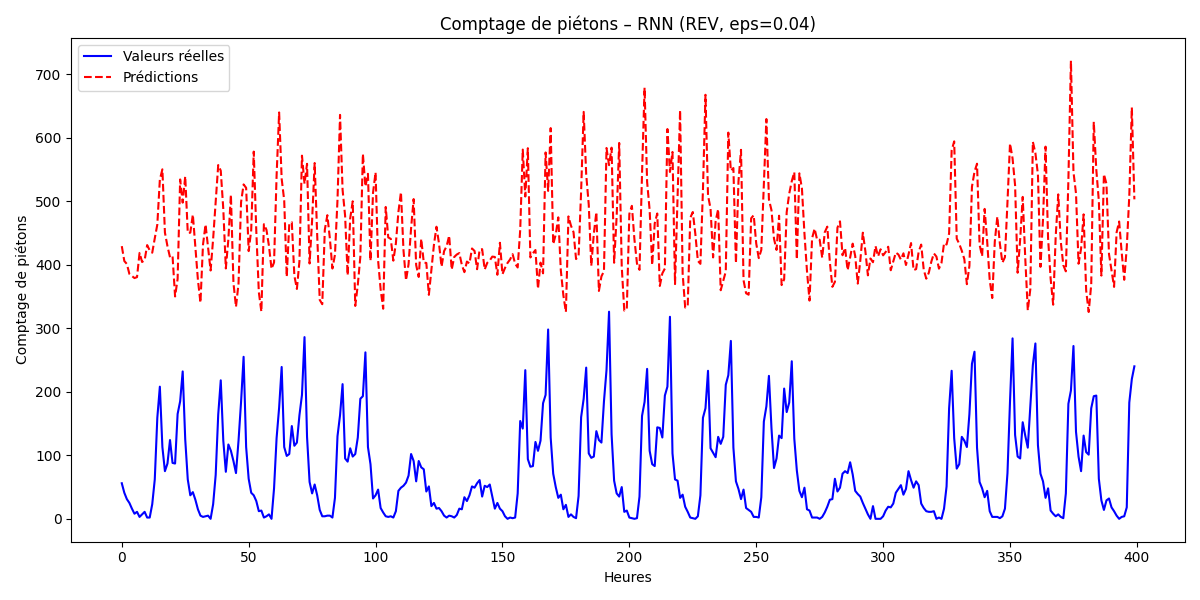 Comptage de piétons – RNN (REV, eps=0.04)
Valeurs réelles
Prédictions
Comptage de piétons
700
600
500
400
300
200
100
0
0 50 100 150 200 250 300 350 400
Heures